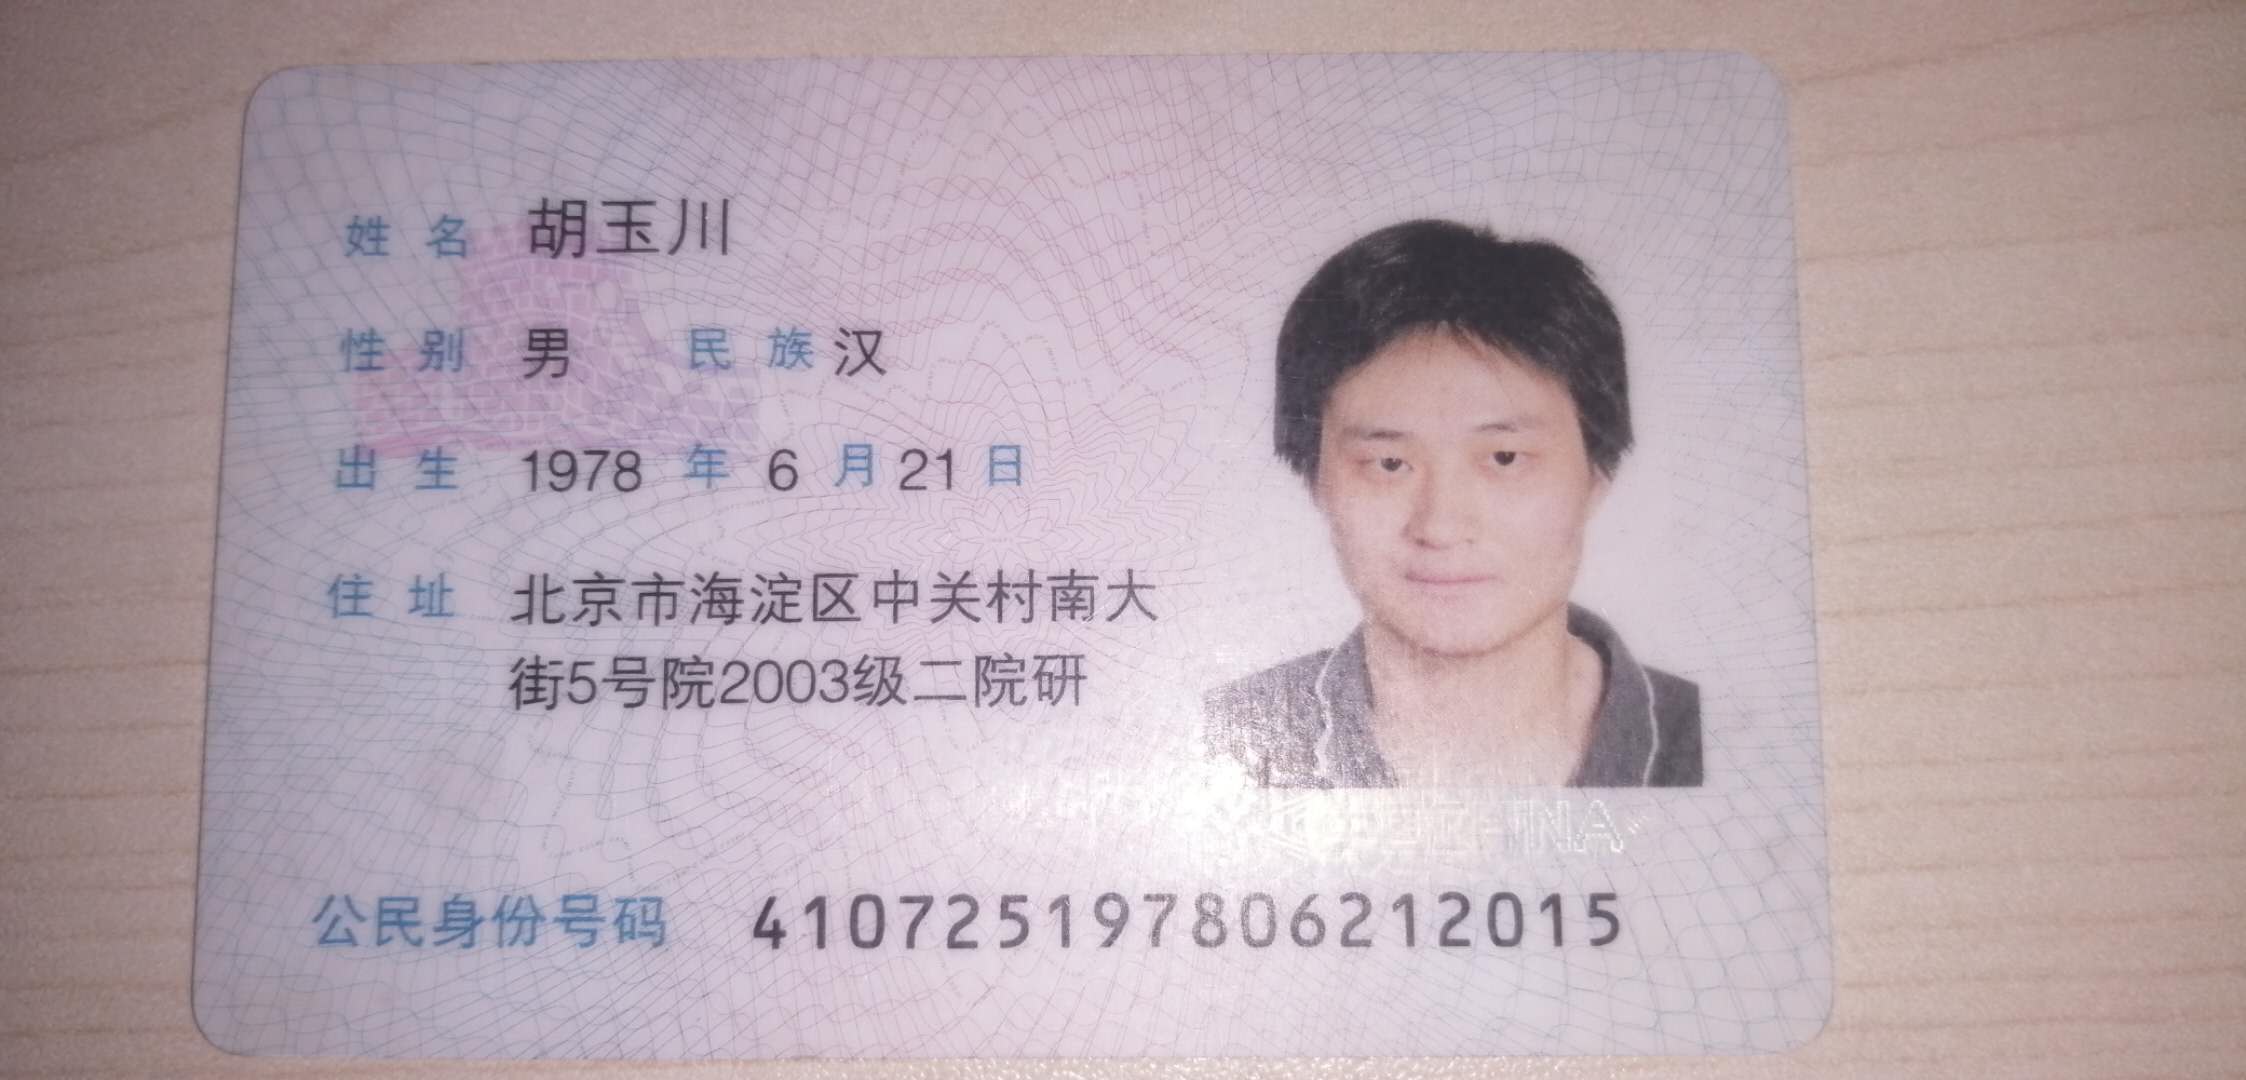 姓名 胡玉川
性别 男 民族 汉
出生 1978 年 6 月 21 日
住址 北京市海淀区中关村南大
街5号院2003级二院研
公民身份号码 410725197806212015